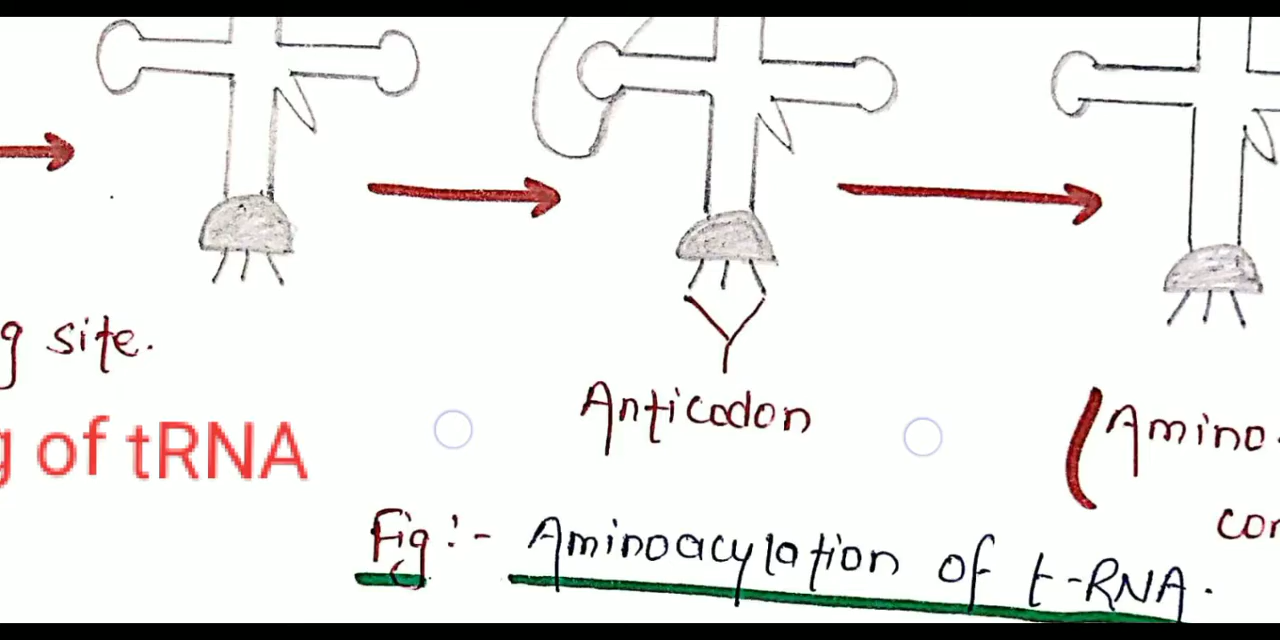 g site.
Anticodon
g of tRNA
(Amino-
con
Fig:- Aminoacylation of t-RNA.